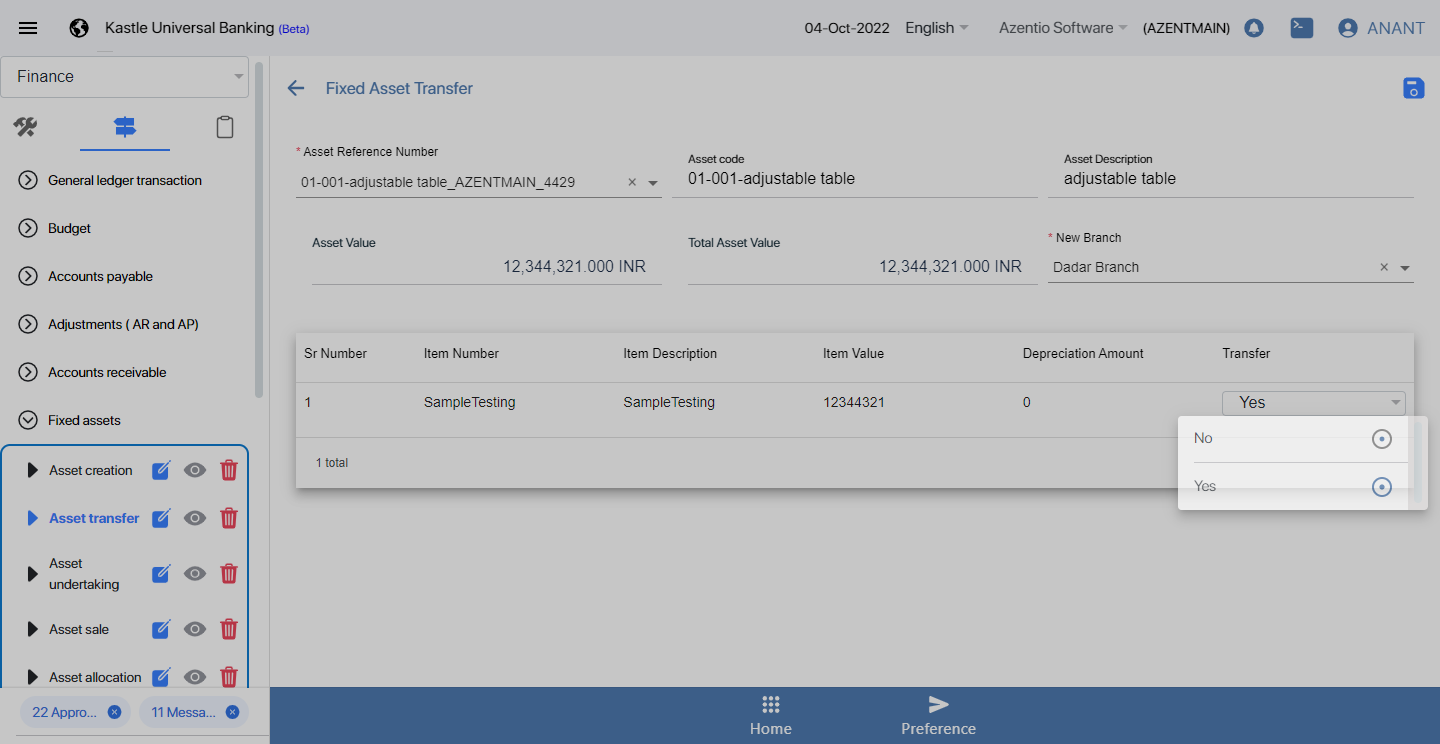 Kastle Universal Banking (Beta)
04-Oct-2022
English
Azentio Software
(AZENTMAIN)
ANANT
Finance
General ledger transaction
Budget
Accounts payable
Adjustments ( AR and AP)
Accounts receivable
Fixed assets
Asset creation
Asset transfer
Asset
undertaking
Asset sale
Asset allocation
22 Appro...
11 Messa...
Fixed Asset Transfer
* Asset Reference Number
01-001-adjustable table_AZENTMAIN_4429
Asset code
01-001-adjustable table
Asset Description
adjustable table
Asset Value
12,344,321.000 INR
Total Asset Value
12,344,321.000 INR
* New Branch
Dadar Branch
Sr Number Item Number Item Description Item Value Depreciation Amount Transfer
1 SampleTesting SampleTesting 12344321 0 Yes
No
Yes
1 total
Home
Preference